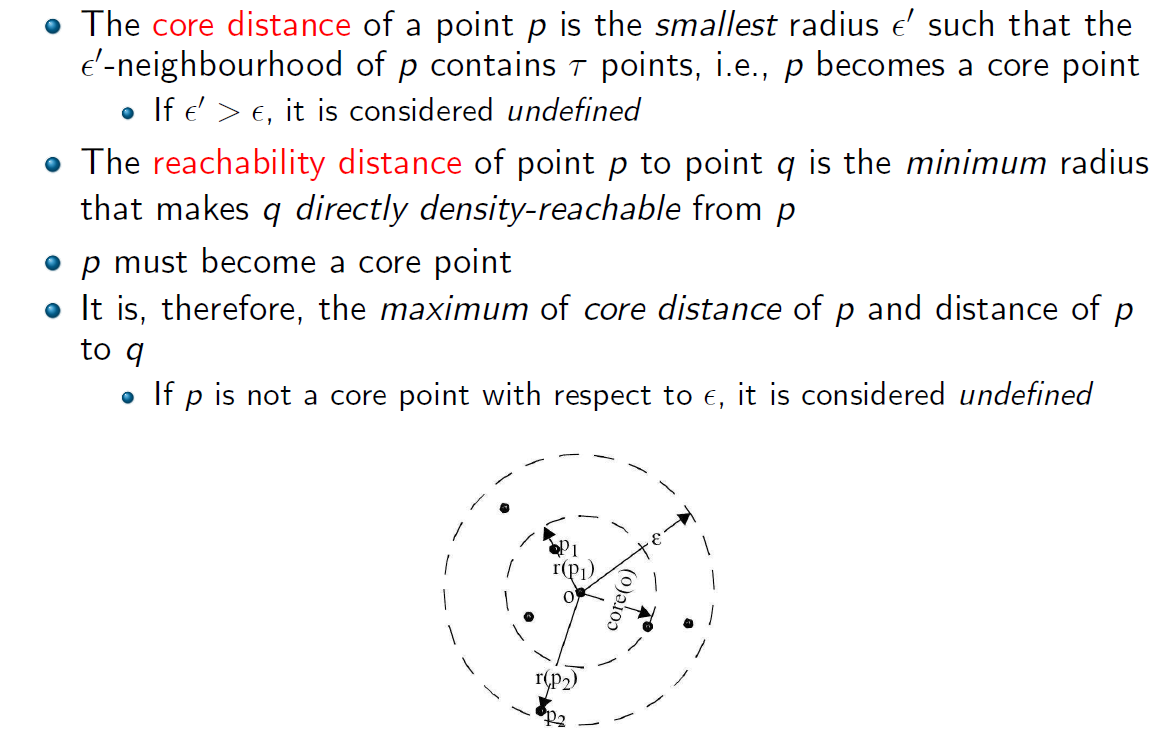 The core distance of a point p is the smallest radius ϵ′ such that the
ϵ′-neighbourhood of p contains τ points, i.e., p becomes a core point
If ϵ′ > ϵ, it is considered undefined
The reachability distance of point p to point q is the minimum radius
that makes q directly density-reachable from p
p must become a core point
It is, therefore, the maximum of core distance of p and distance of p
to q
If p is not a core point with respect to ϵ, it is considered undefined
ε
p₁
r(p₁)
o
core(o)
r(p₂)
p₂